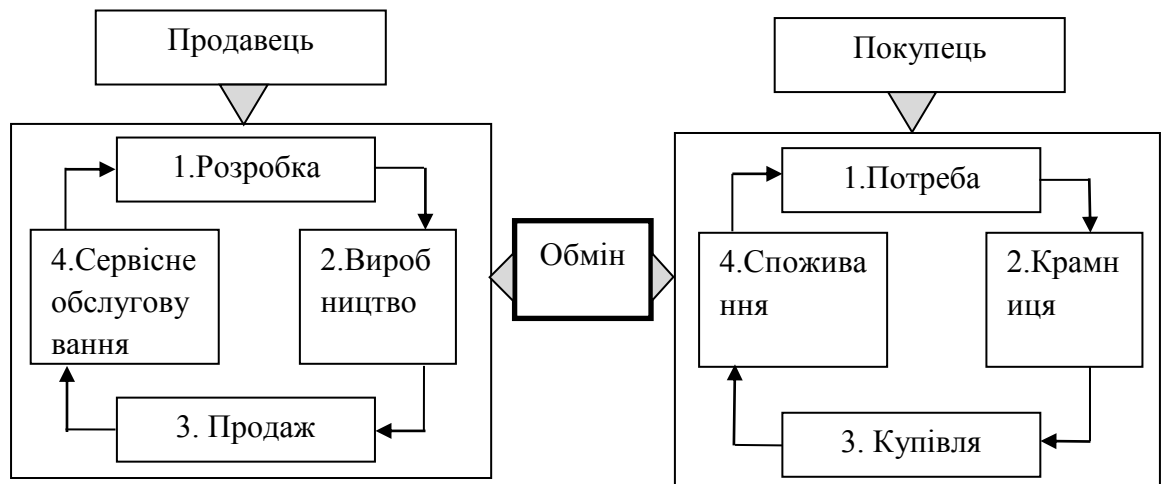 Продавець
Покупець
1.Розробка
2.Вироб
ництво
3. Продаж
4.Сервісне
обслугову
вання
Обмін
1.Потреба
2.Крамн
иця
3. Купівля
4.Спожива
ння